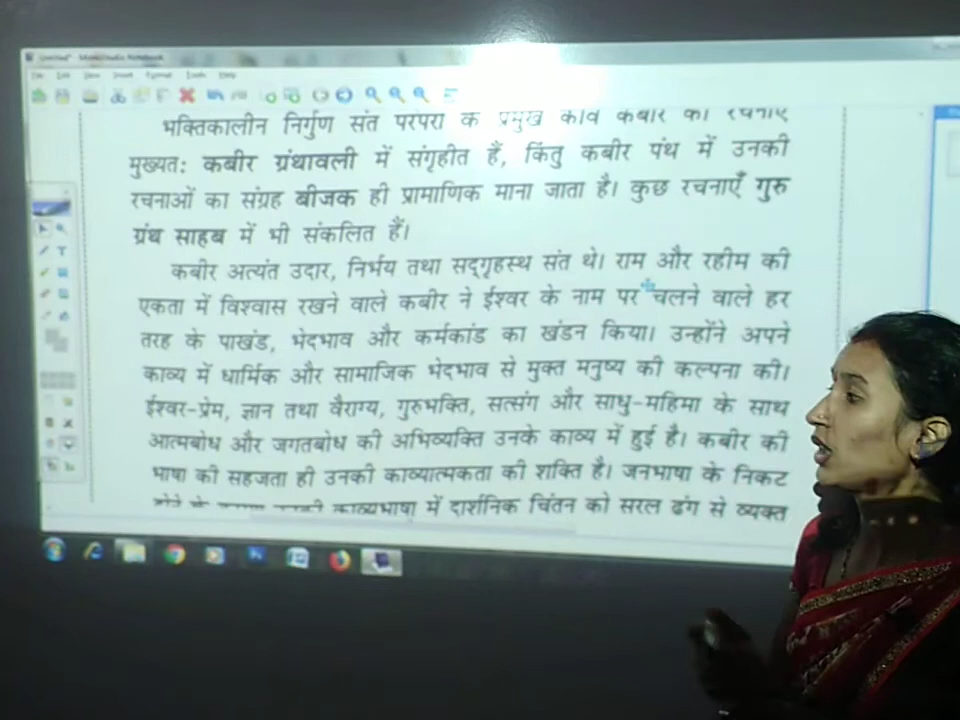 भक्तिकालीन निर्गुण संत परंपरा के प्रमुख कवि कबीर की रचनाएँ
मुख्यत: कबीर ग्रंथावली में संगृहीत हैं, किंतु कबीर पंथ में उनकी
रचनाओं का संग्रह बीजक ही प्रामाणिक माना जाता है। कुछ रचनाएँ गुरु
ग्रंथ साहब में भी संकलित हैं।
कबीर अत्यंत उदार, निर्भय तथा सद्गृहस्थ संत थे। राम और रहीम की
एकता में विश्वास रखने वाले कबीर ने ईश्वर के नाम पर चलने वाले हर
तरह के पाखंड, भेदभाव और कर्मकांड का खंडन किया। उन्होंने अपने
काव्य में धार्मिक और सामाजिक भेदभाव से मुक्त मनुष्य की कल्पना की।
ईश्वर-प्रेम, ज्ञान तथा वैराग्य, गुरुभक्ति, सत्संग और साधु-महिमा के साथ
आत्मबोध और जगतबोध की अभिव्यक्ति उनके काव्य में हुई है। कबीर की
भाषा की सहजता ही उनकी काव्यात्मकता की शक्ति है। जनभाषा के निकट
काव्यभाषा में दार्शनिक चिंतन को सरल ढंग से व्यक्त